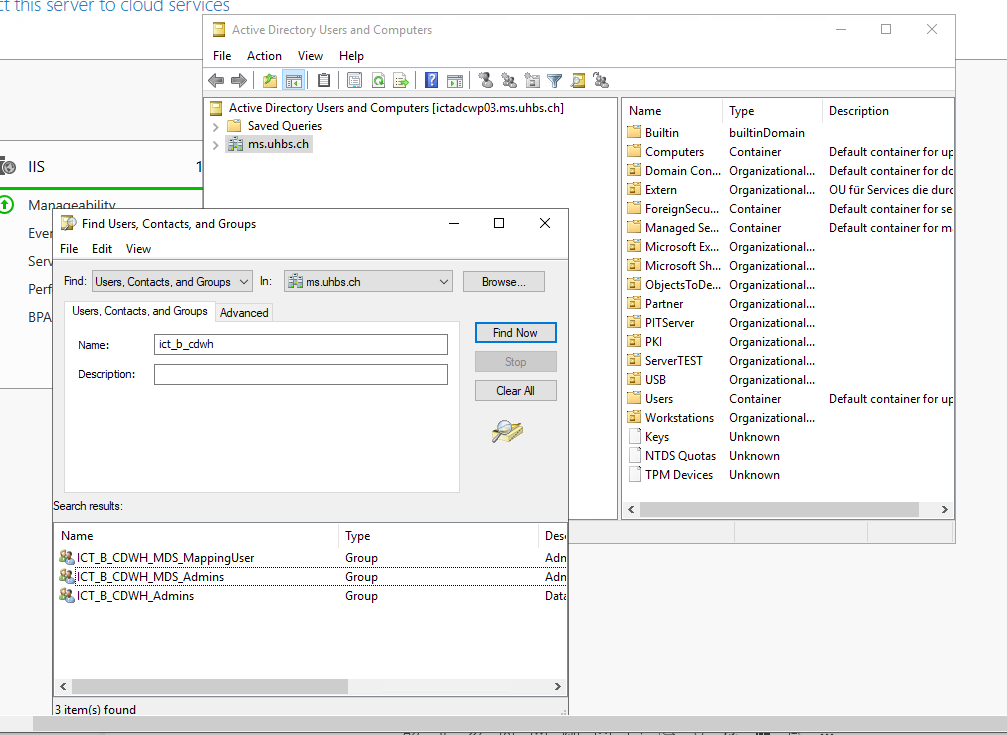 ct this server to cloud services
Active Directory Users and Computers
File Action View Help
Active Directory Users and Computers [ictadcwp03.ms.uhbs.ch]
Saved Queries
ms.uhbs.ch
Name Type Description
Builtin builtinDomain
Computers Container Default container for up
Domain Con... Organizational... Default container for do
Extern Organizational... OU für Services die durc
ForeignSecu... Container Default container for se
Managed Se... Container Default container for m
Microsoft Ex... Organizational...
Microsoft Sh... Organizational...
ObjectsToDe... Organizational...
Partner Organizational...
PITServer Organizational...
PKI Organizational...
ServerTEST Organizational...
USB Organizational...
Users Container Default container for up
Workstations Organizational...
Keys Unknown
NTDS Quotas Unknown
TPM Devices Unknown
IIS 1
Manageability
Ever
Serv
Perf
BPA
Find Users, Contacts, and Groups
File Edit View
Find: Users, Contacts, and Groups In: ms.uhbs.ch Browse...
Users, Contacts, and Groups Advanced
Name: ict_b_cdwh
Description:
Find Now
Stop
Clear All
Search results:
Name Type Des
ICT_B_CDWH_MDS_MappingUser Group Adn
ICT_B_CDWH_MDS_Admins Group Adn
ICT_B_CDWH_Admins Group Data
3 item(s) found